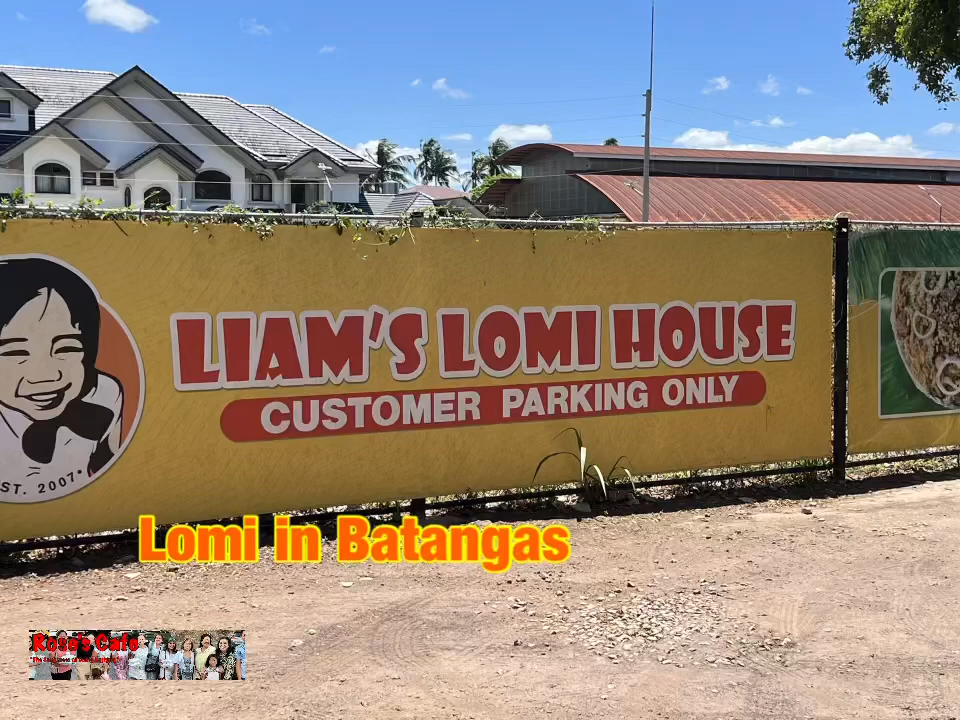 LIAM'S LOMI HOUSE
CUSTOMER PARKING ONLY
EST. 2007
Lomi in Batangas
Rose's Cafe